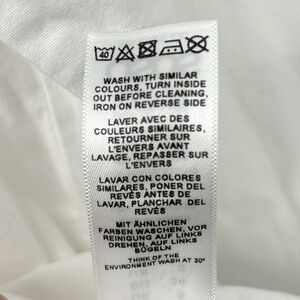 40
WASH WITH SIMILAR
COLOURS, TURN INSIDE
OUT BEFORE CLEANING,
IRON ON REVERSE SIDE
LAVER AVEC DES
COULEURS SIMILAIRES,
RETOURNER SUR
L'ENVERS AVANT
LAVAGE, REPASSER SUR
L'ENVERS
LAVAR CON COLORES
SIMILARES, PONER DEL
REVÉS ANTES DE
LAVAR, PLANCHAR DEL
REVÉS
MIT ÄHNLICHEN
FARBEN WASCHEN, VOR
REINIGUNG AUF LINKS
DREHEN, AUF LINKS
BÜGELN
THINK OF THE
ENVIRONMENT WASH AT 30°